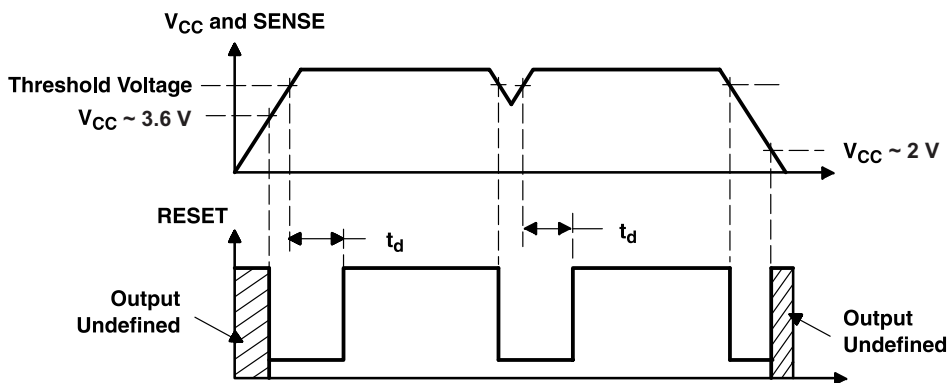 V_CC and SENSE
Threshold Voltage
V_CC ~ 3.6 V
V_CC ~ 2 V
RESET
t_d
t_d
Output
Undefined
Output
Undefined